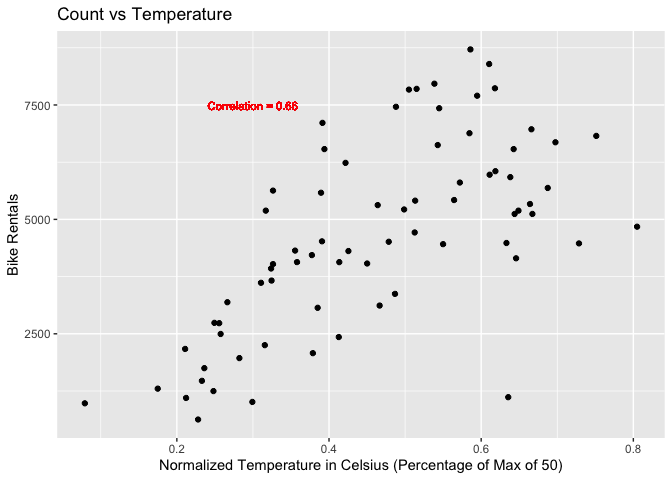 Count vs Temperature
Correlation = 0.66
7500
5000
2500
Bike Rentals
0.2 0.4 0.6 0.8
Normalized Temperature in Celsius (Percentage of Max of 50)